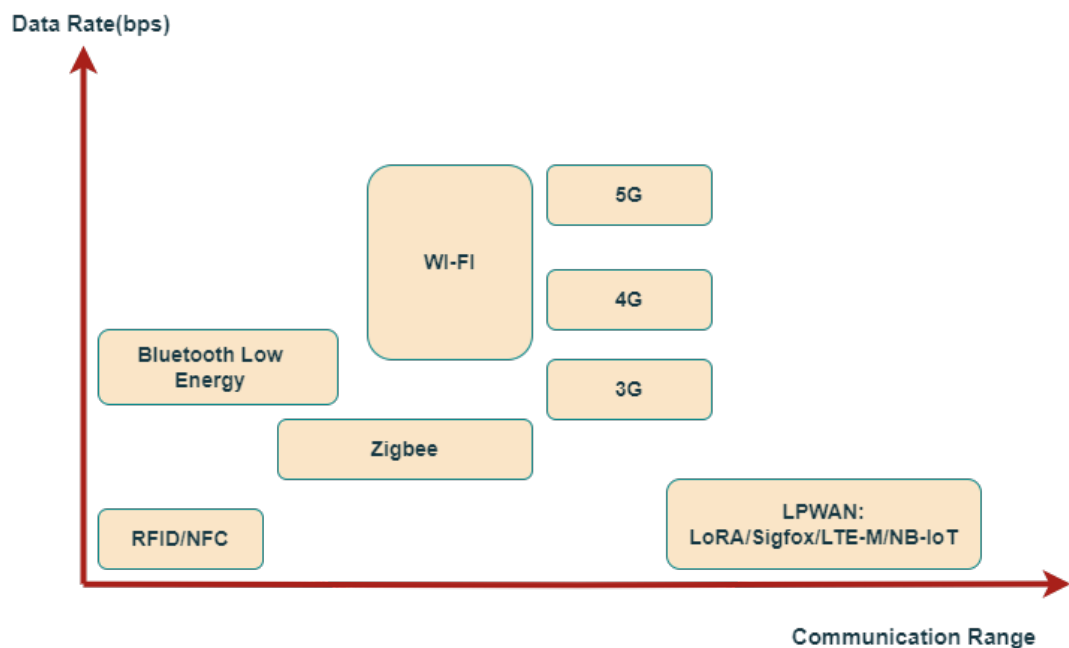 Data Rate(bps)
5G
WI-FI
4G
Bluetooth Low
Energy
3G
Zigbee
RFID/NFC
LPWAN:
LoRA/Sigfox/LTE-M/NB-IoT
Communication Range